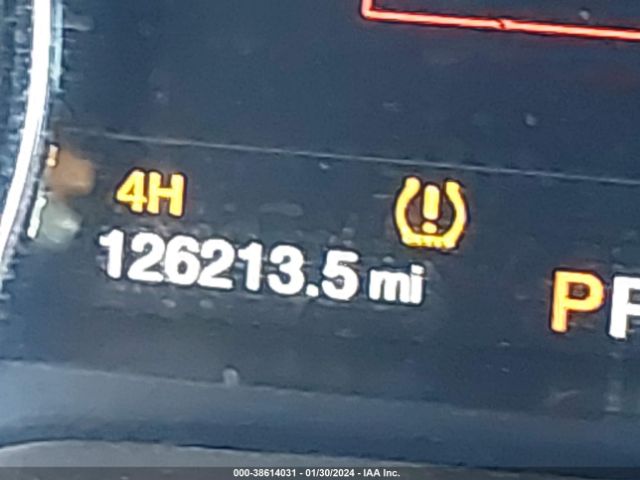 4H
126213.5 mi
P
000-38614031 - 01/30/2024 - IAA Inc.